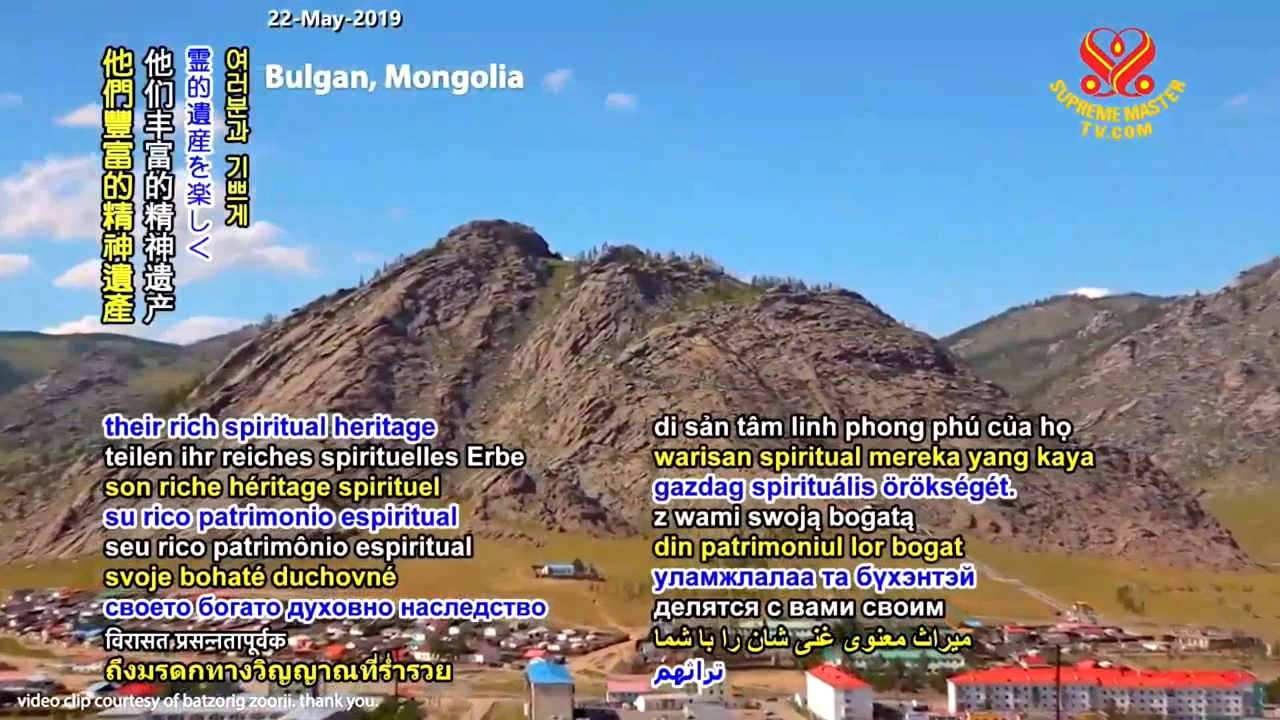 22-May-2019
Bulgan, Mongolia
SUPREME MASTER
TV.COM
여러분과 기쁘게
霊的遺産を楽しく
他们丰富的精神遗产
他們豐富的精神遺產
their rich spiritual heritage
teilen ihr reiches spirituelles Erbe
son riche héritage spirituel
su rico patrimonio espiritual
seu rico patrimônio espiritual
svoje bohaté duchovné
своето богато духовно наследство
विरासत प्रसन्नतापूर्वक
ถึงมรดกทางวิญญาณที่ร่ำรวย
di sản tâm linh phong phú của họ
warisan spiritual mereka yang kaya
gazdag spirituális örökségét.
z wami swoją bogatą
din patrimoniul lor bogat
уламжлалаа та бүхэнтэй
делятся с вами своим
میراث معنوی غنی شان را با شما
تراثهم
video clip courtesy of batzorig zoorii. thank you.